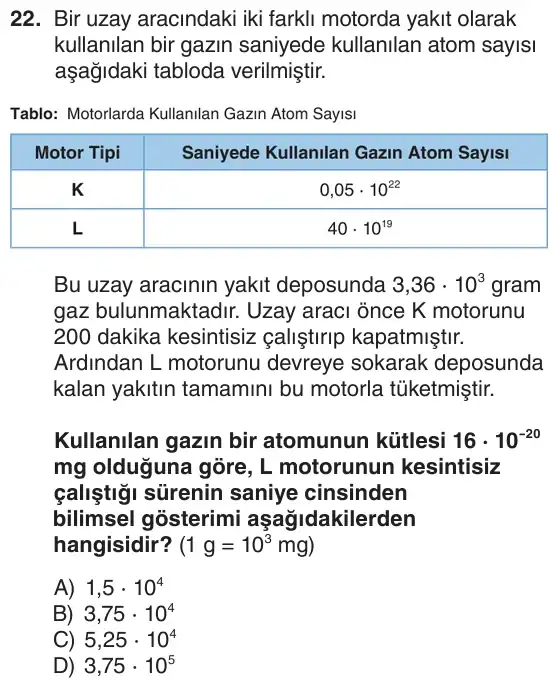 22. Bir uzay aracındaki iki farklı motorda yakıt olarak
kullanılan bir gazın saniyede kullanılan atom sayısı
aşağıdaki tabloda verilmiştir.
Tablo: Motorlarda Kullanılan Gazın Atom Sayısı
Motor Tipi Saniyede Kullanılan Gazın Atom Sayısı
K 0,05 · 10²²
L 40 · 10¹⁹
Bu uzay aracının yakıt deposunda 3,36 · 10³ gram
gaz bulunmaktadır. Uzay aracı önce K motorunu
200 dakika kesintisiz çalıştırıp kapatmıştır.
Ardından L motorunu devreye sokarak deposunda
kalan yakıtın tamamını bu motorla tüketmiştir.
Kullanılan gazın bir atomunun kütlesi 16 · 10⁻²⁰
mg olduğuna göre, L motorunun kesintisiz
çalıştığı sürenin saniye cinsinden
bilimsel gösterimi aşağıdakilerden
hangisidir? (1 g = 10³ mg)
A) 1,5 · 10⁴
B) 3,75 · 10⁴
C) 5,25 · 10⁴
D) 3,75 · 10⁵